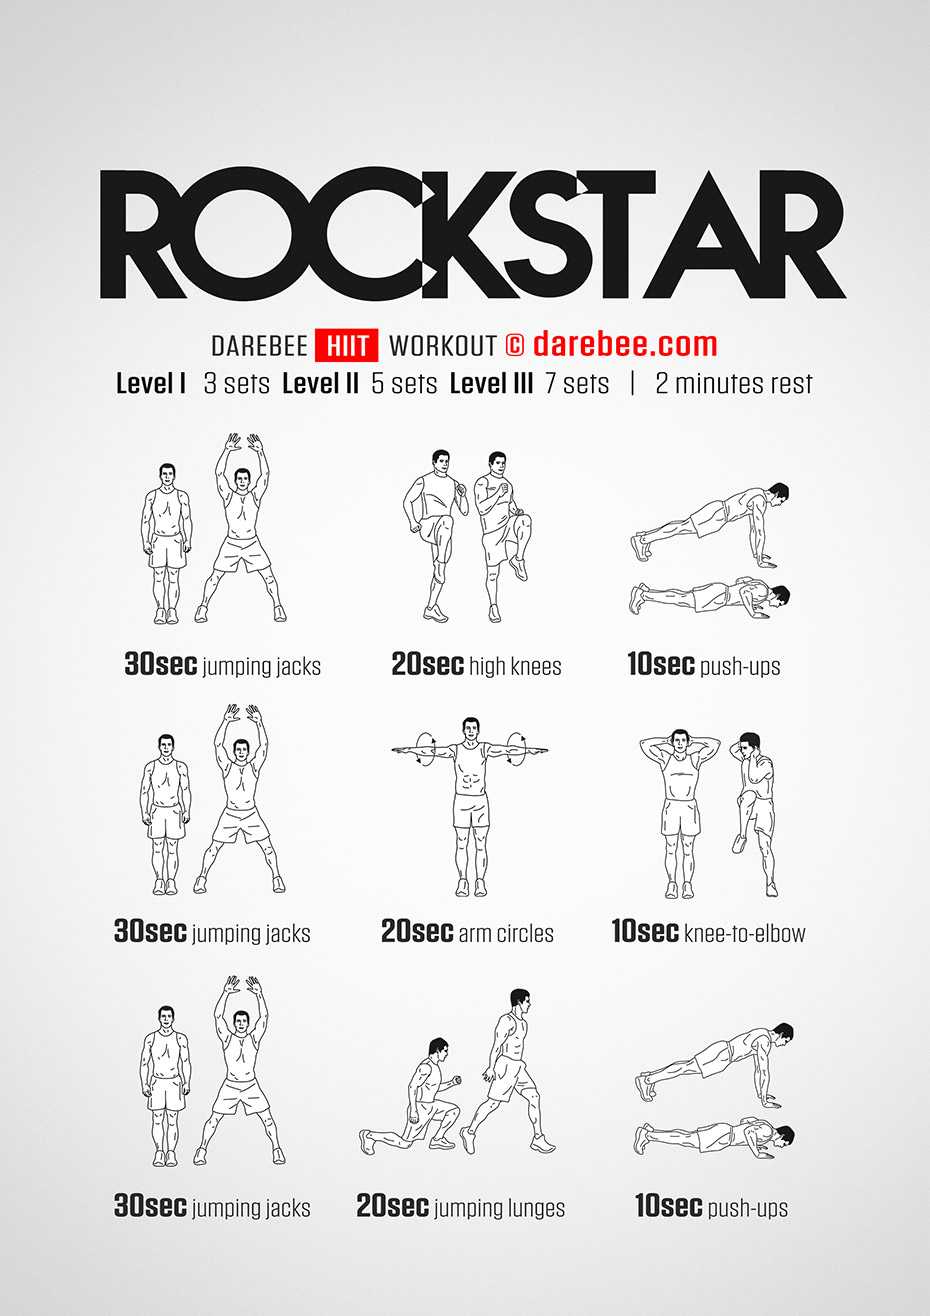 ROCKSTAR
DAREBEE HIIT WORKOUT © darebee.com
Level I 3 sets Level II 5 sets Level III 7 sets | 2 minutes rest
30sec jumping jacks
20sec high knees
10sec push-ups
30sec jumping jacks
20sec arm circles
10sec knee-to-elbow
30sec jumping jacks
20sec jumping lunges
10sec push-ups